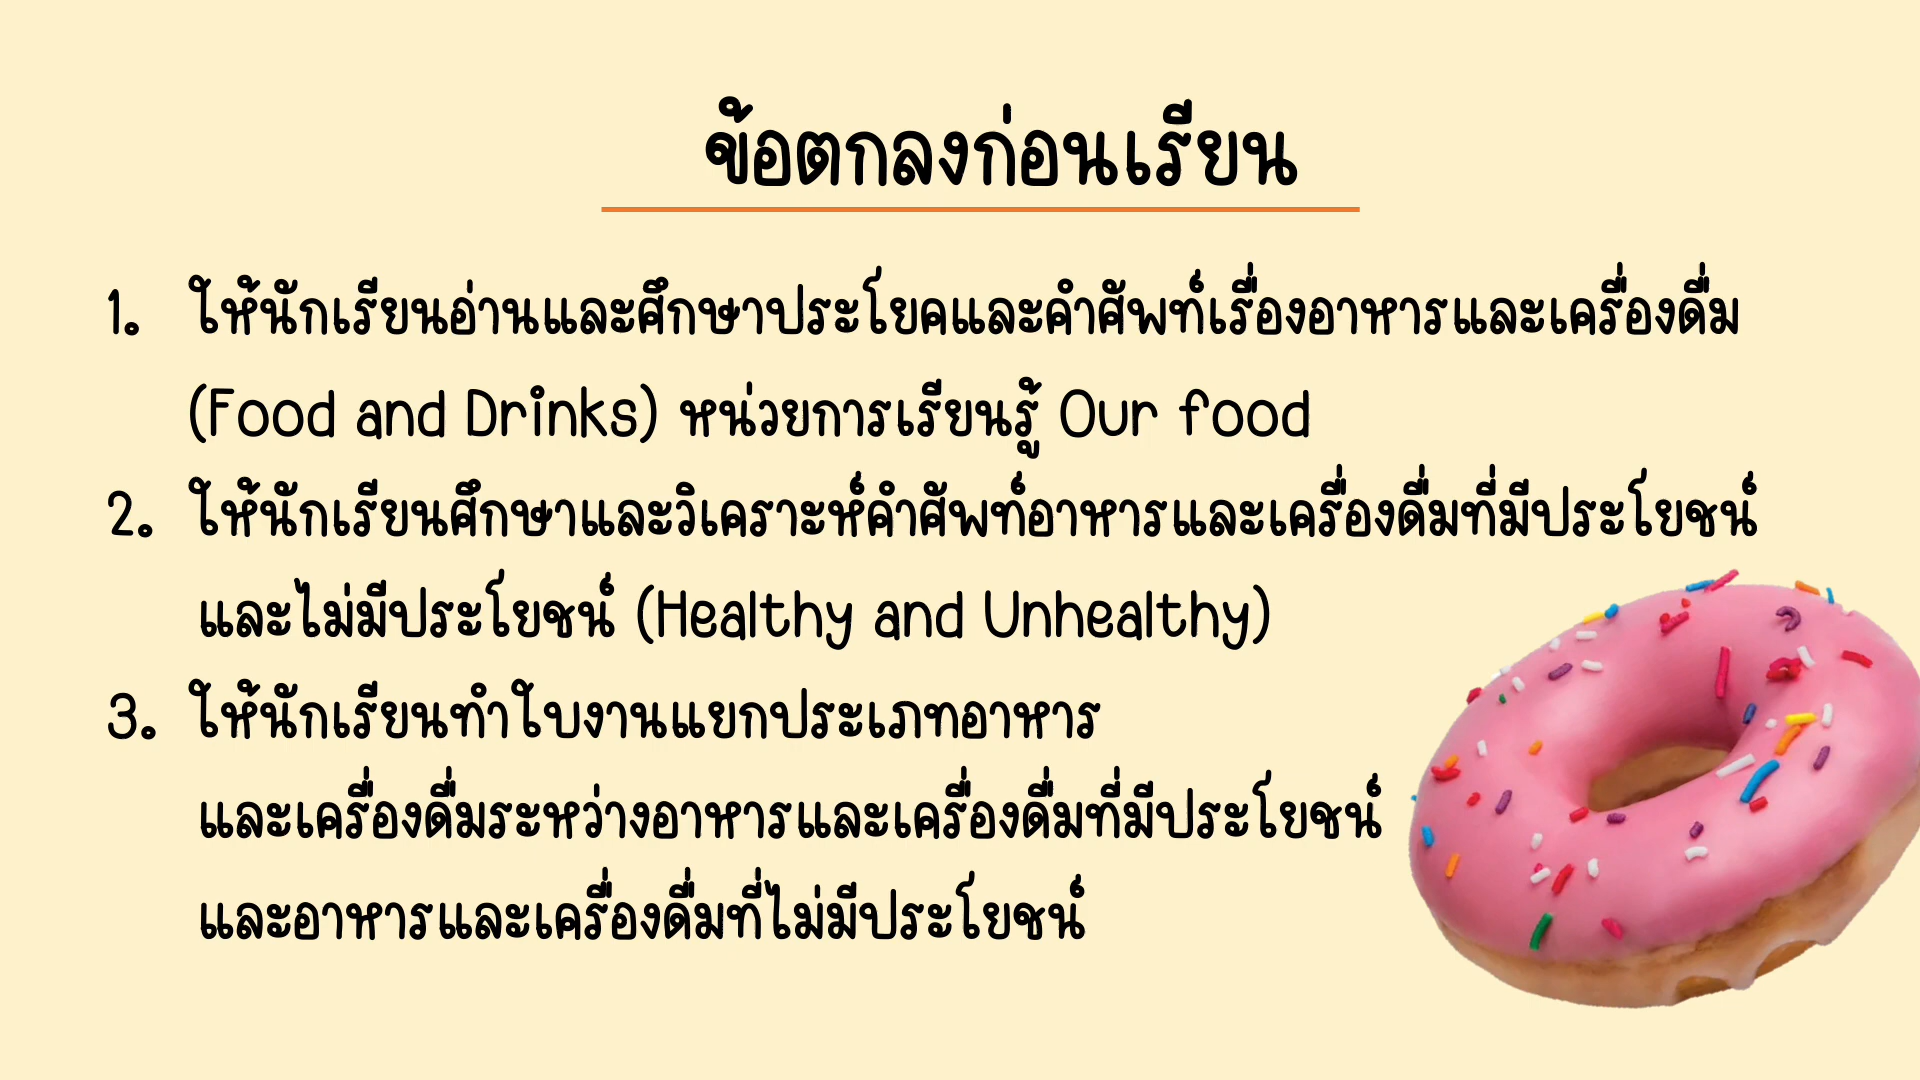 ข้อตกลงก่อนเรียน
1. ให้นักเรียนอ่านและศึกษาประโยคและคำศัพท์เรื่องอาหารและเครื่องดื่ม
(Food and Drinks) หน่วยการเรียนรู้ Our food
2. ให้นักเรียนศึกษาและวิเคราะห์คำศัพท์อาหารและเครื่องดื่มที่มีประโยชน์
และไม่มีประโยชน์ (Healthy and Unhealthy)
3. ให้นักเรียนทำใบงานแยกประเภทอาหาร
และเครื่องดื่มระหว่างอาหารและเครื่องดื่มที่มีประโยชน์
และอาหารและเครื่องดื่มที่ไม่มีประโยชน์